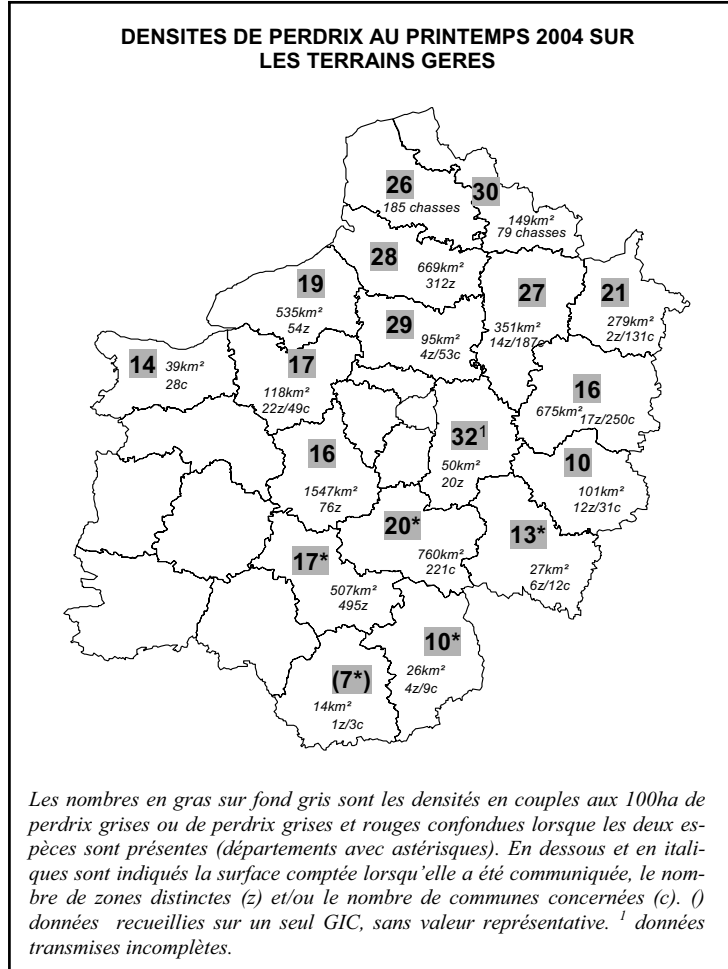 DENSITES DE PERDRIX AU PRINTEMPS 2004 SUR
LES TERRAINS GERES
26
185 chasses
30
149km²
79 chasses
28
669km²
312z
19
535km²
54z
27
351km²
14z/187c
21
279km²
2z/131c
29
95km²
4z/53c
14
39km²
28c
17
118km²
22z/49c
16
675km²
17z/250c
32¹
50km²
20z
16
1547km²
76z
10
101km²
12z/31c
20*
760km²
221c
13*
27km²
6z/12c
17*
507km²
495z
10*
26km²
4z/9c
(7*)
14km²
1z/3c
Les nombres en gras sur fond gris sont les densités en couples aux 100ha de
perdrix grises ou de perdrix grises et rouges confondues lorsque les deux es-
pèces sont présentes (départements avec astérisques). En dessous et en itali-
ques sont indiqués la surface comptée lorsqu'elle a été communiquée, le nom-
bre de zones distinctes (z) et/ou le nombre de communes concernées (c). ()
données recueillies sur un seul GIC, sans valeur représentative. ¹ données
transmises incomplètes.